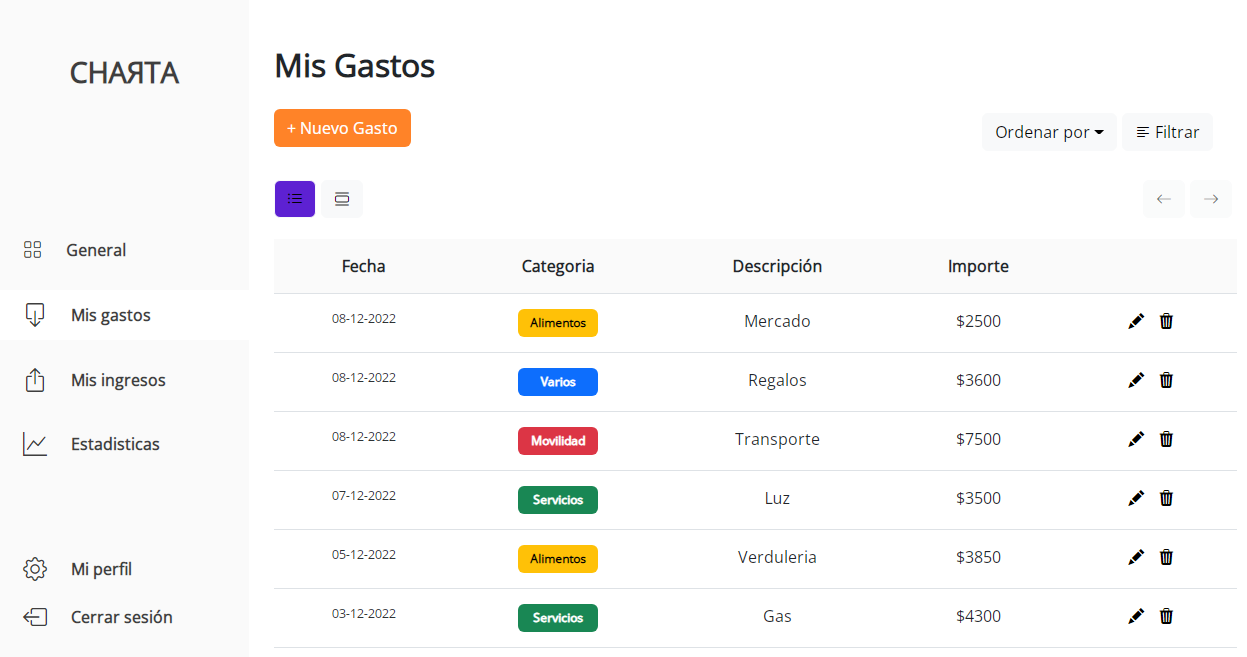 CHAЯTA
General
Mis gastos
Mis ingresos
Estadisticas
Mi perfil
Cerrar sesión
Mis Gastos
+ Nuevo Gasto
Ordenar por Filtrar
Fecha Categoria Descripción Importe
08-12-2022 Alimentos Mercado $2500
08-12-2022 Varios Regalos $3600
08-12-2022 Movilidad Transporte $7500
07-12-2022 Servicios Luz $3500
05-12-2022 Alimentos Verduleria $3850
03-12-2022 Servicios Gas $4300